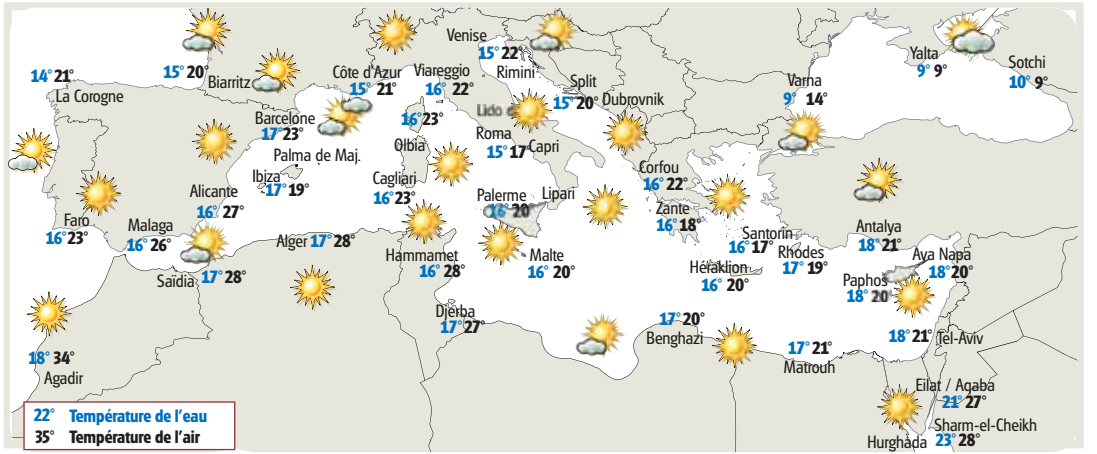 Venise
15° 22°
Rimini
Yalta
9° 9°
Sotchi
10° 9°
14° 21°
La Corogne
15° 20°
Biarritz
Côte d'Azur
15° 21°
Viareggio
16° 22°
Split
15° 20°
Dubrovnik
Varna
9° 14°
Barcelone
17° 23°
16° 23°
Olbia
Lido
Roma
15° 17°
Capri
Palma de Maj.
Ibiza
17° 19°
Cagliari
16° 23°
Corfou
16° 22°
Alicante
16° 27°
Palerme
16° 20°
Lipari
Zante
16° 18°
Faro
16° 23°
Malaga
16° 26°
Alger 17° 28°
Hammamet
16° 28°
Malte
16° 20°
Santorin
16° 17°
Rhodes
17° 19°
Antalya
18° 21°
Aya Napa
18° 20°
Saïdia
17° 28°
Héraklion
16° 20°
Paphos
18° 20°
Djerba
17° 27°
17° 20°
Benghazi
18° 21°
Tel-Aviv
17° 21°
Matrouh
18° 34°
Agadir
Eilat / Aqaba
21° 27°
Sharm-el-Cheikh
Hurghada
23° 28°
22° Température de l'eau
35° Température de l'air